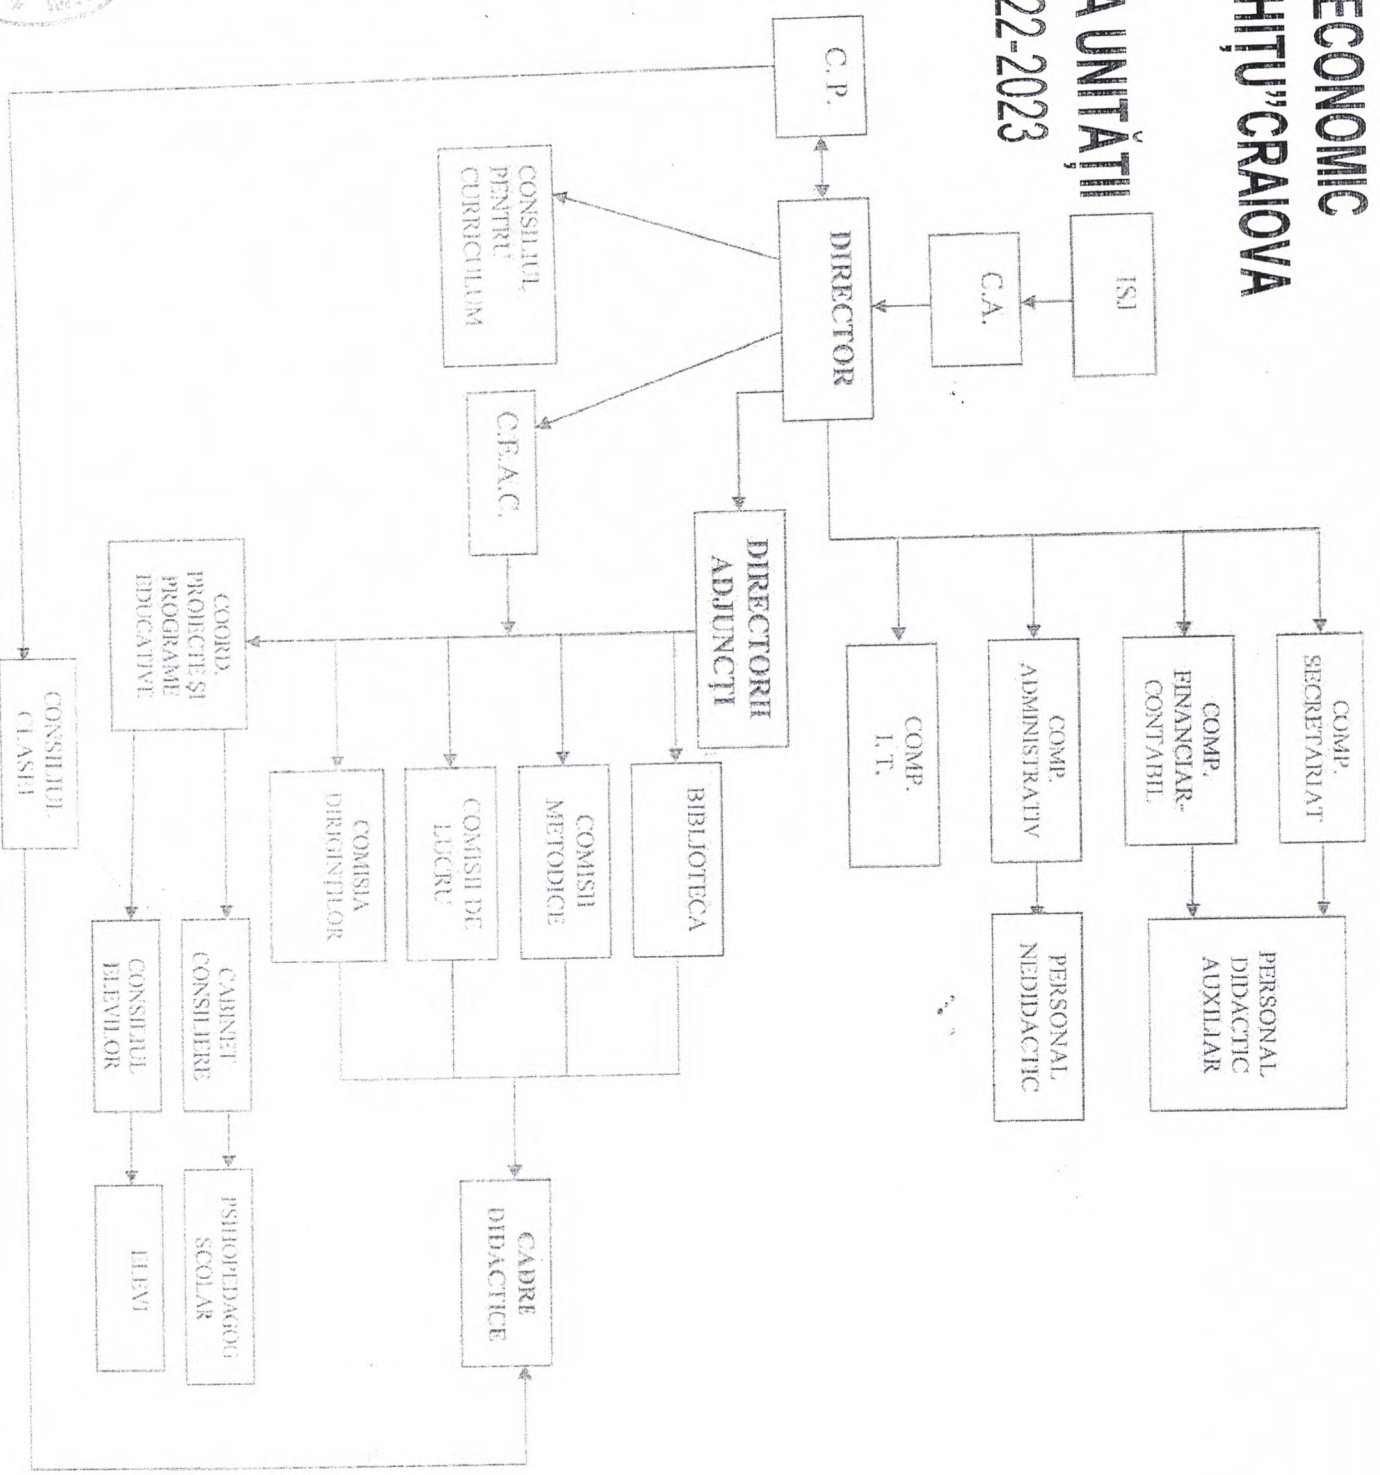 ECONOMIC
HIȚU" CRAIOVA
A UNITĂȚII
22-2023
ISJ
C.A.
C. P.
DIRECTOR
CONSILIUL
PENTRU
CURRICULUM
C.E.A.C.
DIRECTORII
ADJUNCȚI
COMP.
SECRETARIAT
COMP.
FINANCIAR-
CONTABIL
COMP.
ADMINISTRATIV
COMP.
I. T.
PERSONAL
DIDACTIC
AUXILIAR
PERSONAL
NEDIDACTIC
BIBLIOTECA
COMISII
METODICE
COMISII DE
LUCRU
COMISIA
DIRIGINȚILOR
COORD.
PROIECTE ȘI
PROGRAME
EDUCATIVE
CADRE
DIDACTICE
CABINET
CONSILIERE
PSIHOPEDAGOG
SCOLAR
CONSILIUL
ELEVILOR
ELEVI
CONSILIUL
CLASEI